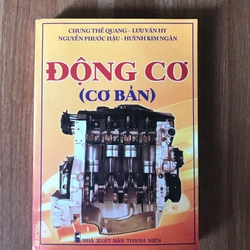 CHUNG THẾ QUANG - LƯU VĂN HY
NGUYỄN PHƯỚC HẬU - HUỲNH KIM NGÂN
ĐỘNG CƠ
(CƠ BẢN)
NHÀ XUẤT BẢN THANH NIÊN